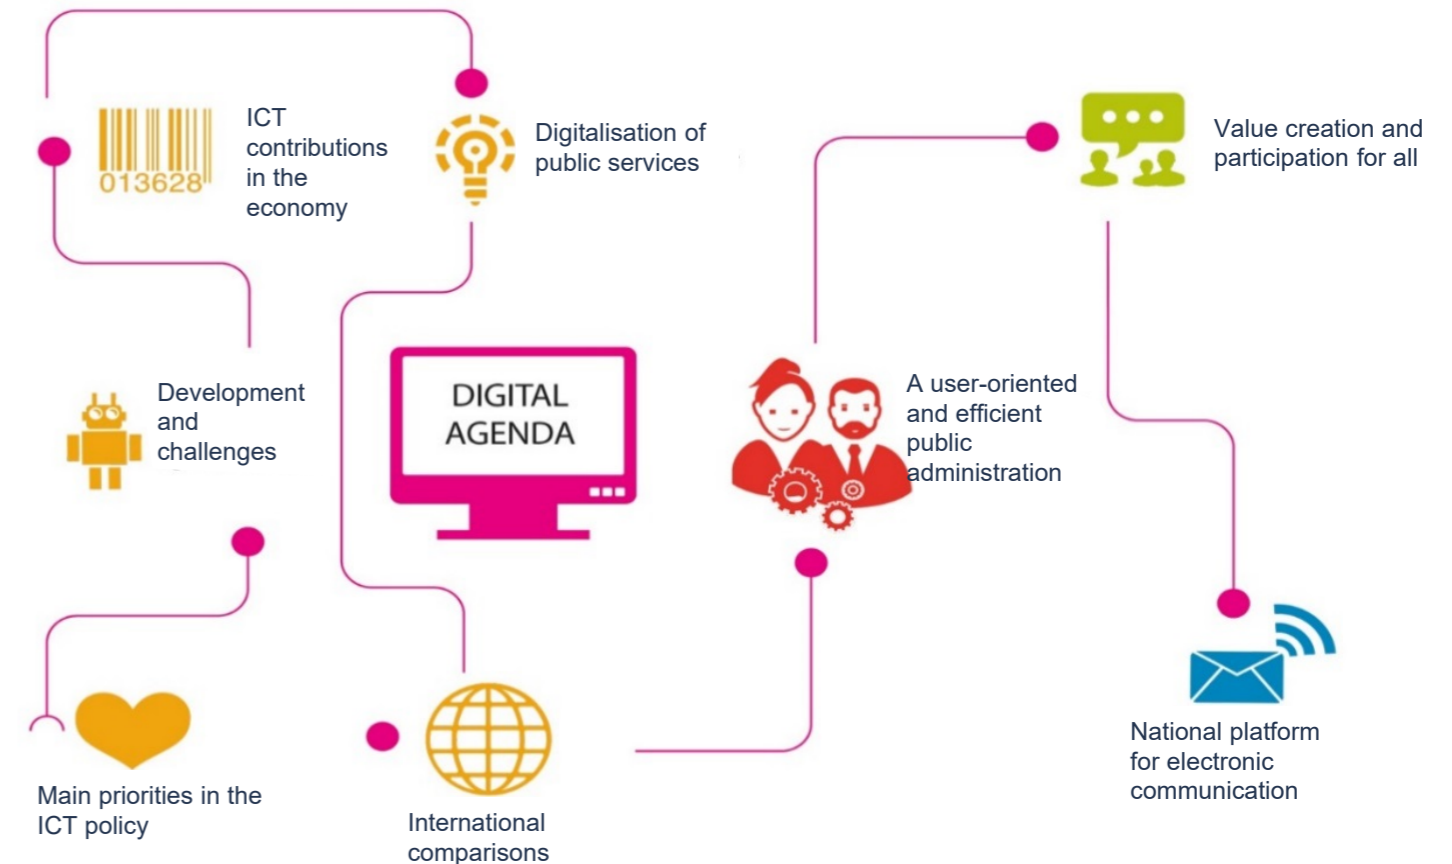 ICT
contributions
in the
economy
013628
Digitalisation of
public services
Value creation and
participation for all
Development
and
challenges
DIGITAL
AGENDA
A user-oriented
and efficient
public
administration
Main priorities in the
ICT policy
International
comparisons
National platform
for electronic
communication